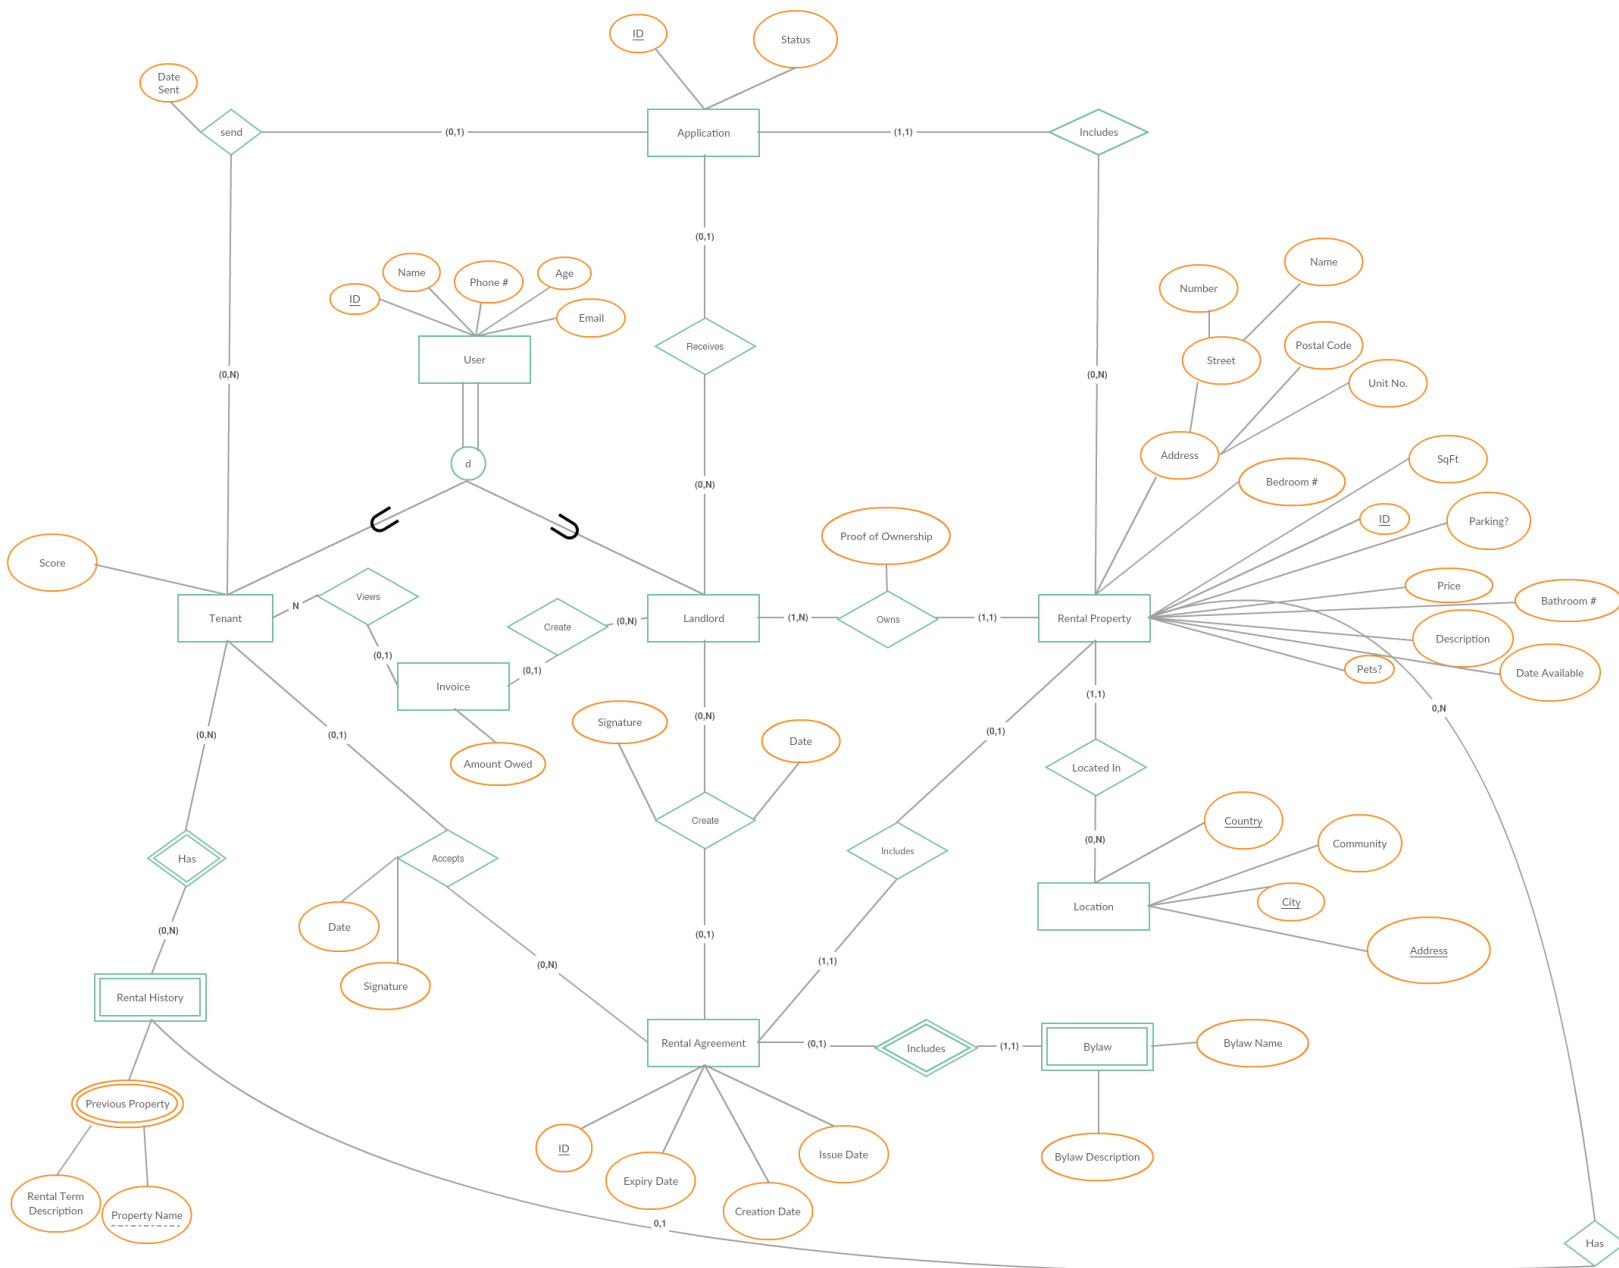 ID
Status
Date
Sent
send
(0,1)
Application
(1,1)
Includes
(0,1)
Name
Phone #
Age
ID
Email
User
Receives
Number
Name
Street
Postal Code
Unit No.
(0,N)
(0,N)
d
Address
SqFt
Bedroom #
(0,N)
ID
Parking?
Proof of Ownership
Score
Price
Bathroom #
Tenant
N
Views
Create
(0,N)
Landlord
(1,N)
Owns
(1,1)
Rental Property
Description
(0,1)
Pets?
Date Available
(0,1)
Invoice
(1,1)
0,N
Signature
(0,N)
(0,N)
(0,1)
(0,1)
Date
Amount Owed
Located In
Create
Country
Has
Accepts
Includes
(0,N)
Community
Location
City
Date
(0,N)
(0,1)
Address
(0,N)
(1,1)
Signature
Rental History
Rental Agreement
(0,1)
Includes
(1,1)
Bylaw
Bylaw Name
Previous Property
ID
Issue Date
Bylaw Description
Expiry Date
Rental Term
Description
Property Name
Creation Date
0,1
Has